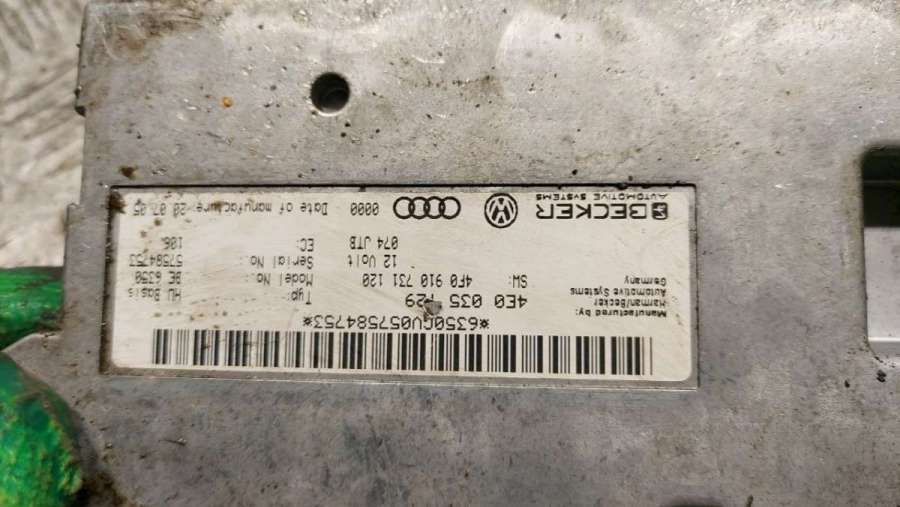 *6350GV057584753*
Manufactured by:
Harman/Becker
Automotive Systems
Germany
4E0 035
SW: 4F0 910 731 120
12 Volt
074 JTB
Typ: HU Basis
Model No.: BE 6350
Serial No.: 57584753
EC: 106
BECKER
AUTOMOTIVE SYSTEMS
0000 - Date of manufacture: 20.07.05